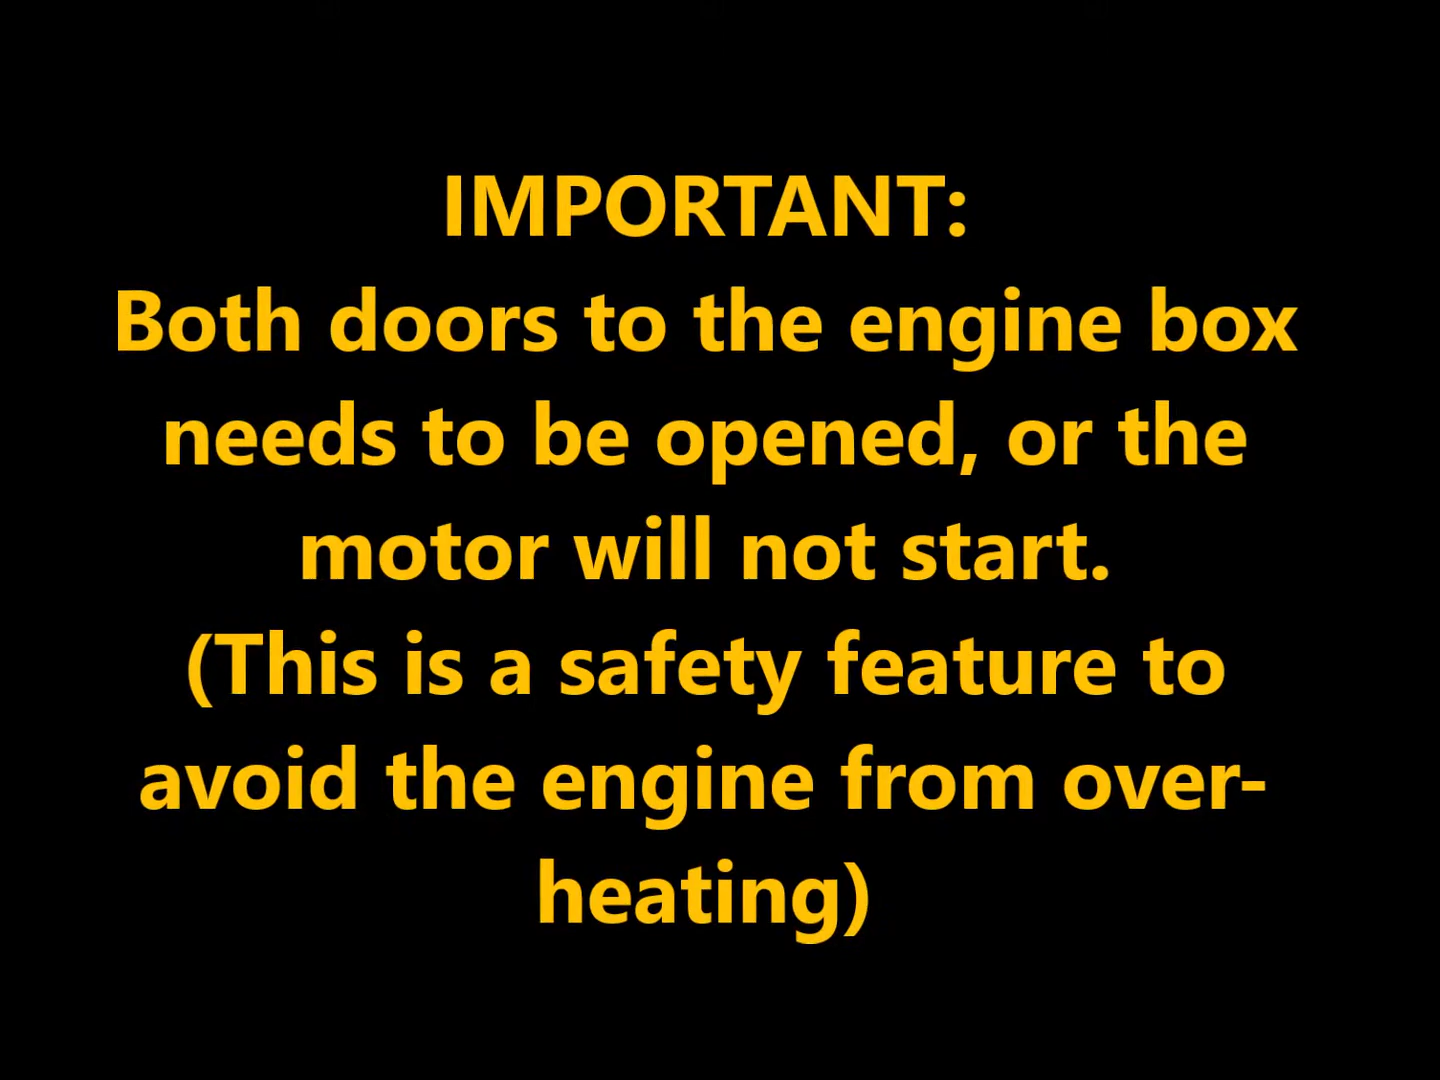 IMPORTANT:
Both doors to the engine box
needs to be opened, or the
motor will not start.
(This is a safety feature to
avoid the engine from over-
heating)